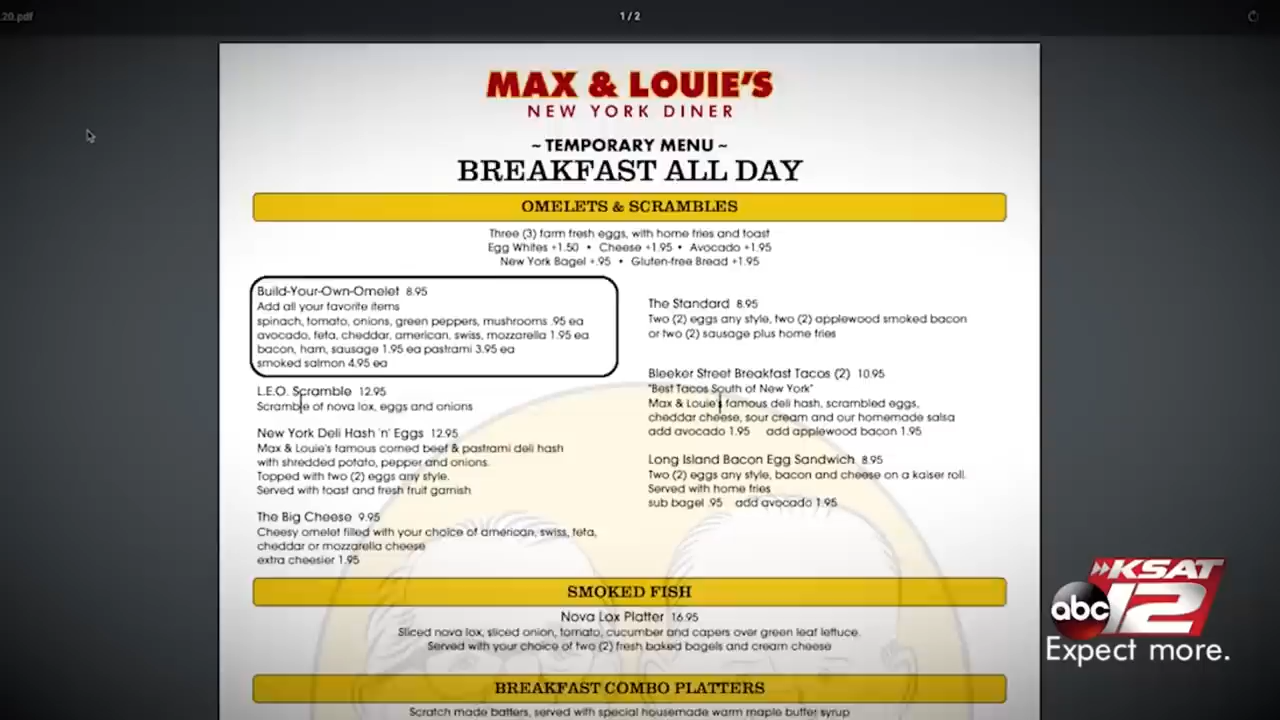 .20.pdf
1 / 2
MAX & LOUIE'S
NEW YORK DINER
~ TEMPORARY MENU ~
BREAKFAST ALL DAY
OMELETS & SCRAMBLES
Three (3) farm fresh eggs, with home fries and toast
Egg Whites +1.50 • Cheese +1.95 • Avocado +1.95
New York Bagel +.95 • Gluten-free Bread +1.95
Build-Your-Own-Omelet 8.95
Add all your favorite items
spinach, tomato, onions, green peppers, mushrooms .95 ea
avocado, feta, cheddar, american, swiss, mozzarella 1.95 ea
bacon, ham, sausage 1.95 ea pastrami 3.95 ea
smoked salmon 4.95 ea
L.E.O. Scramble 12.95
Scramble of nova lox, eggs and onions
New York Deli Hash 'n' Eggs 12.95
Max & Louie's famous corned beef & pastrami deli hash
with shredded potato, pepper and onions.
Topped with two (2) eggs any style.
Served with toast and fresh fruit garnish
The Big Cheese 9.95
Cheesy omelet filled with your choice of american, swiss, feta,
cheddar or mozzarella cheese
extra cheesier 1.95
The Standard 8.95
Two (2) eggs any style, two (2) applewood smoked bacon
or two (2) sausage plus home fries
Bleeker Street Breakfast Tacos (2) 10.95
"Best Tacos South of New York"
Max & Louie's famous deli hash, scrambled eggs,
cheddar cheese, sour cream and our homemade salsa
add avocado 1.95 add applewood bacon 1.95
Long Island Bacon Egg Sandwich 8.95
Two (2) eggs any style, bacon and cheese on a kaiser roll.
Served with home fries
sub bagel .95 add avocado 1.95
SMOKED FISH
Nova Lox Platter 16.95
Sliced nova lox, sliced onion, tomato, cucumber and capers over green leaf lettuce.
Served with your choice of two (2) fresh baked bagels and cream cheese
BREAKFAST COMBO PLATTERS
Scratch made batters, served with special housemade warm maple butter syrup
KSAT
abc 12
Expect more.